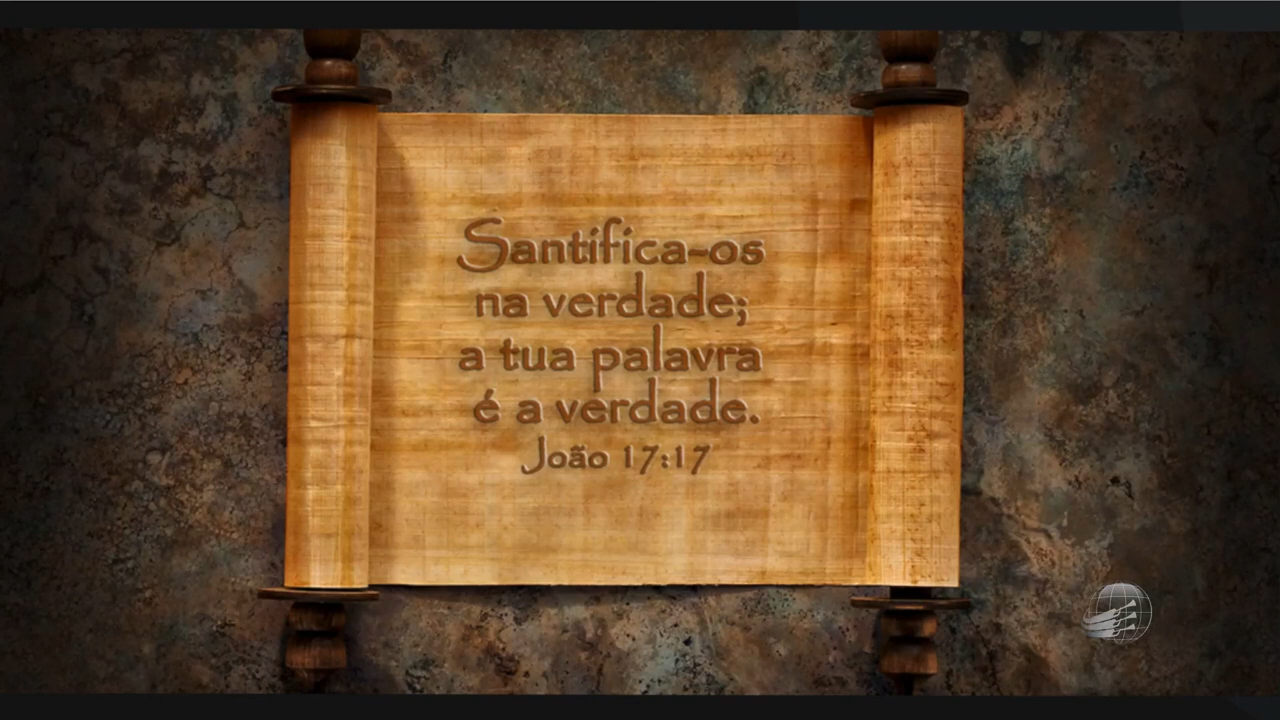 Santifica-os
na verdade;
a tua palavra
é a verdade.
João 17:17